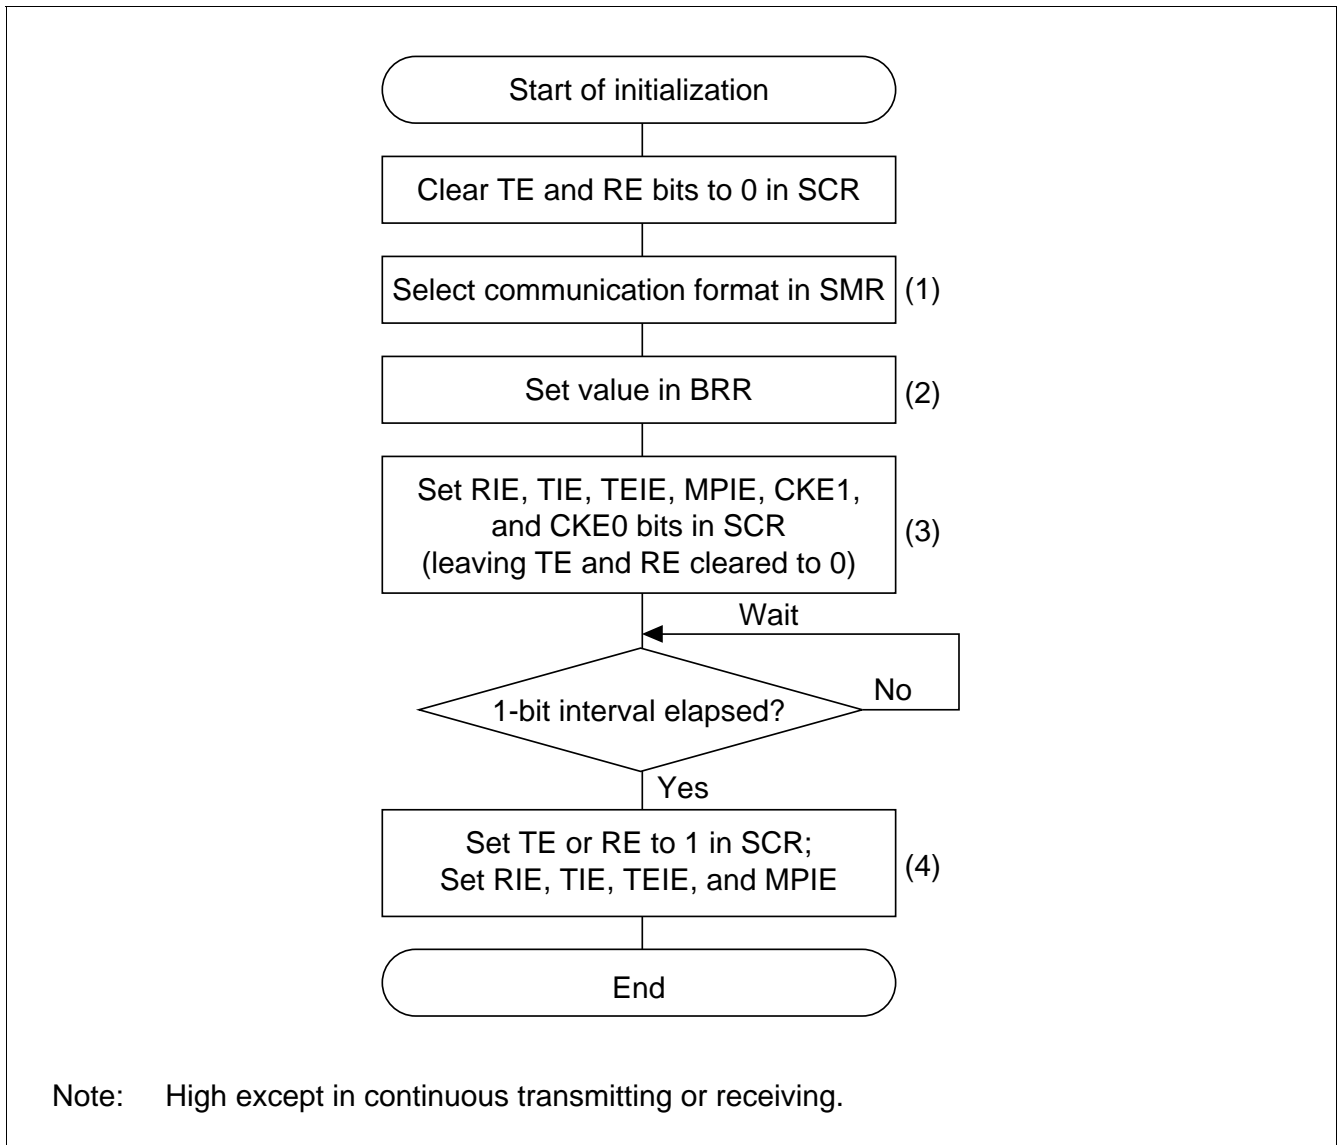 Start of initialization
Clear TE and RE bits to 0 in SCR
Select communication format in SMR (1)
Set value in BRR (2)
Set RIE, TIE, TEIE, MPIE, CKE1,
and CKE0 bits in SCR
(leaving TE and RE cleared to 0)
(3)
Wait
1-bit interval elapsed?
No
Yes
Set TE or RE to 1 in SCR;
Set RIE, TIE, TEIE, and MPIE
(4)
End
Note: High except in continuous transmitting or receiving.